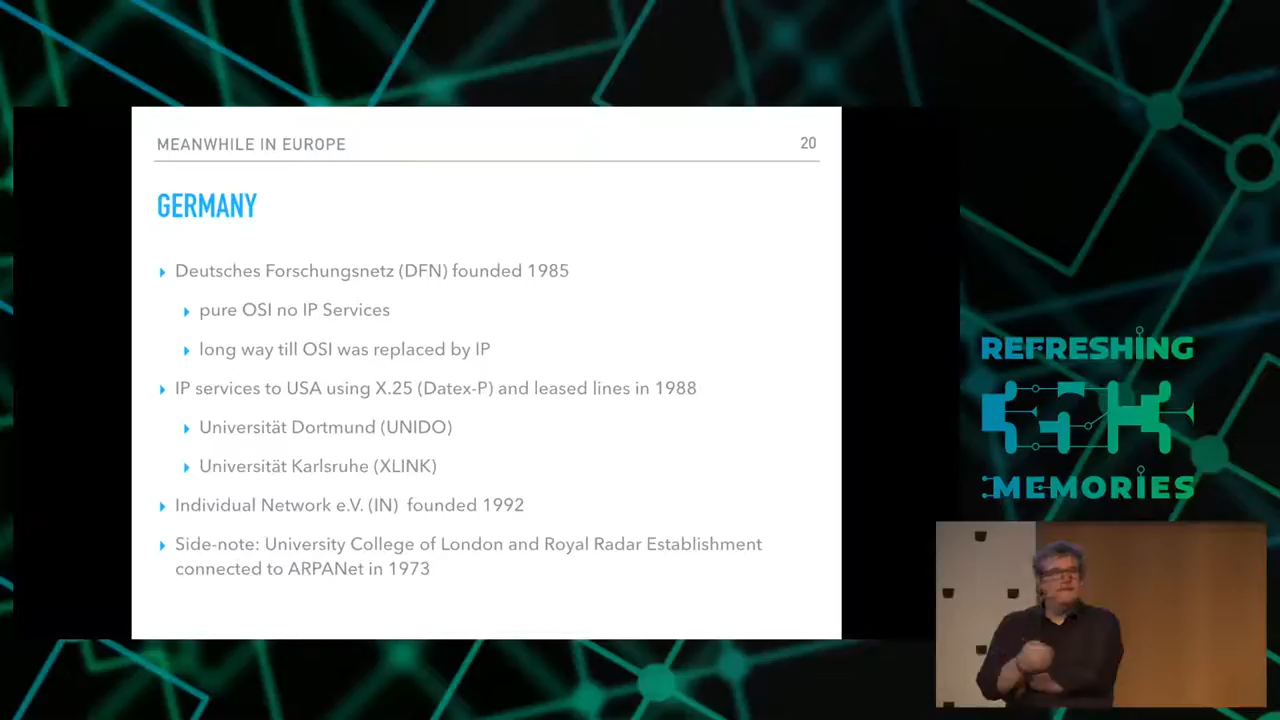 MEANWHILE IN EUROPE
20
GERMANY
Deutsches Forschungsnetz (DFN) founded 1985
pure OSI no IP Services
long way till OSI was replaced by IP
IP services to USA using X.25 (Datex-P) and leased lines in 1988
Universität Dortmund (UNIDO)
Universität Karlsruhe (XLINK)
Individual Network e.V. (IN) founded 1992
Side-note: University College of London and Royal Radar Establishment
connected to ARPANet in 1973
REFRESHING
MEMORIES